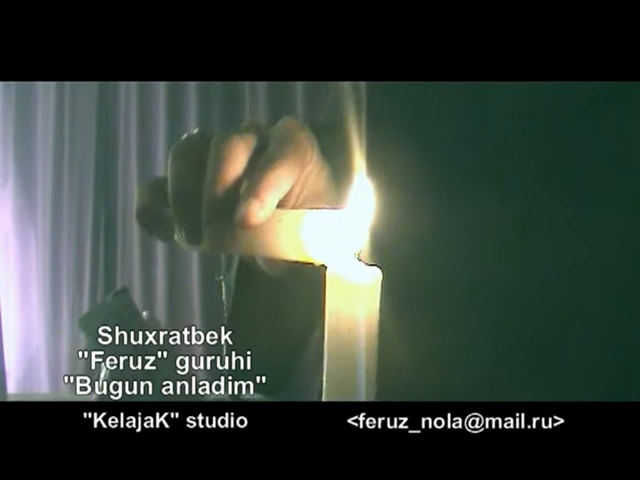 Shuxratbek
"Feruz" guruhi
"Bugun anladim"
"KelajaK" studio
<feruz_nola@mail.ru>